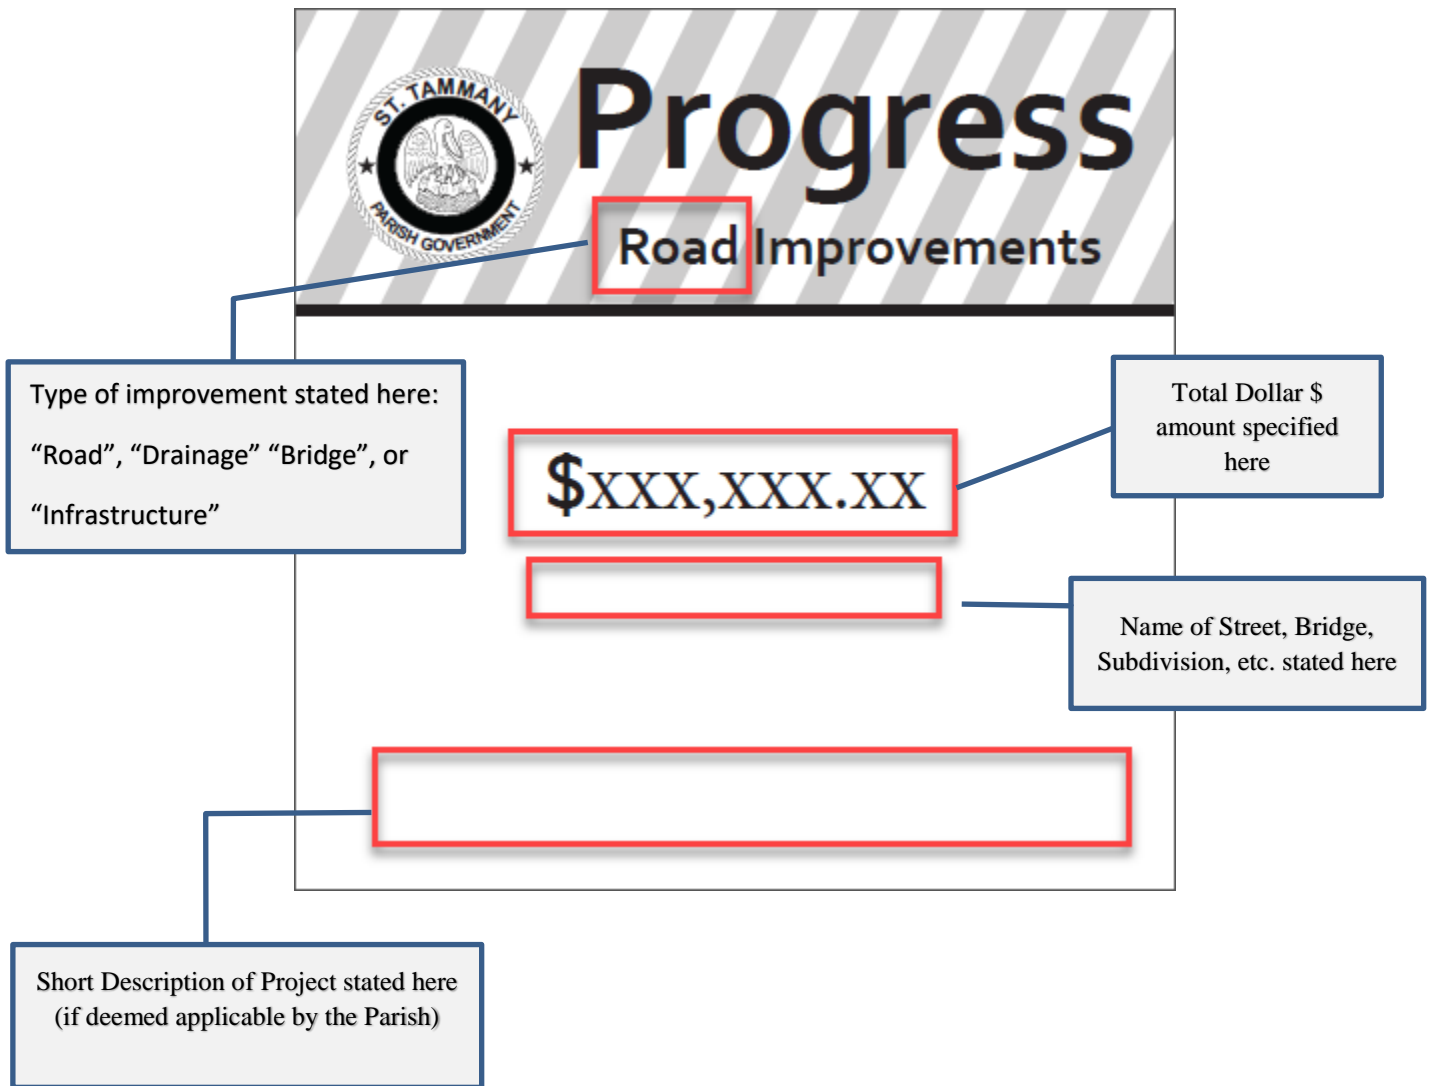 ST. TAMMANY
PARISH GOVERNMENT
Progress
Road Improvements
Type of improvement stated here:
“Road”, “Drainage” “Bridge”, or
“Infrastructure”
Total Dollar $
amount specified
here
$xxx,xxx.xx
Name of Street, Bridge,
Subdivision, etc. stated here
Short Description of Project stated here
(if deemed applicable by the Parish)